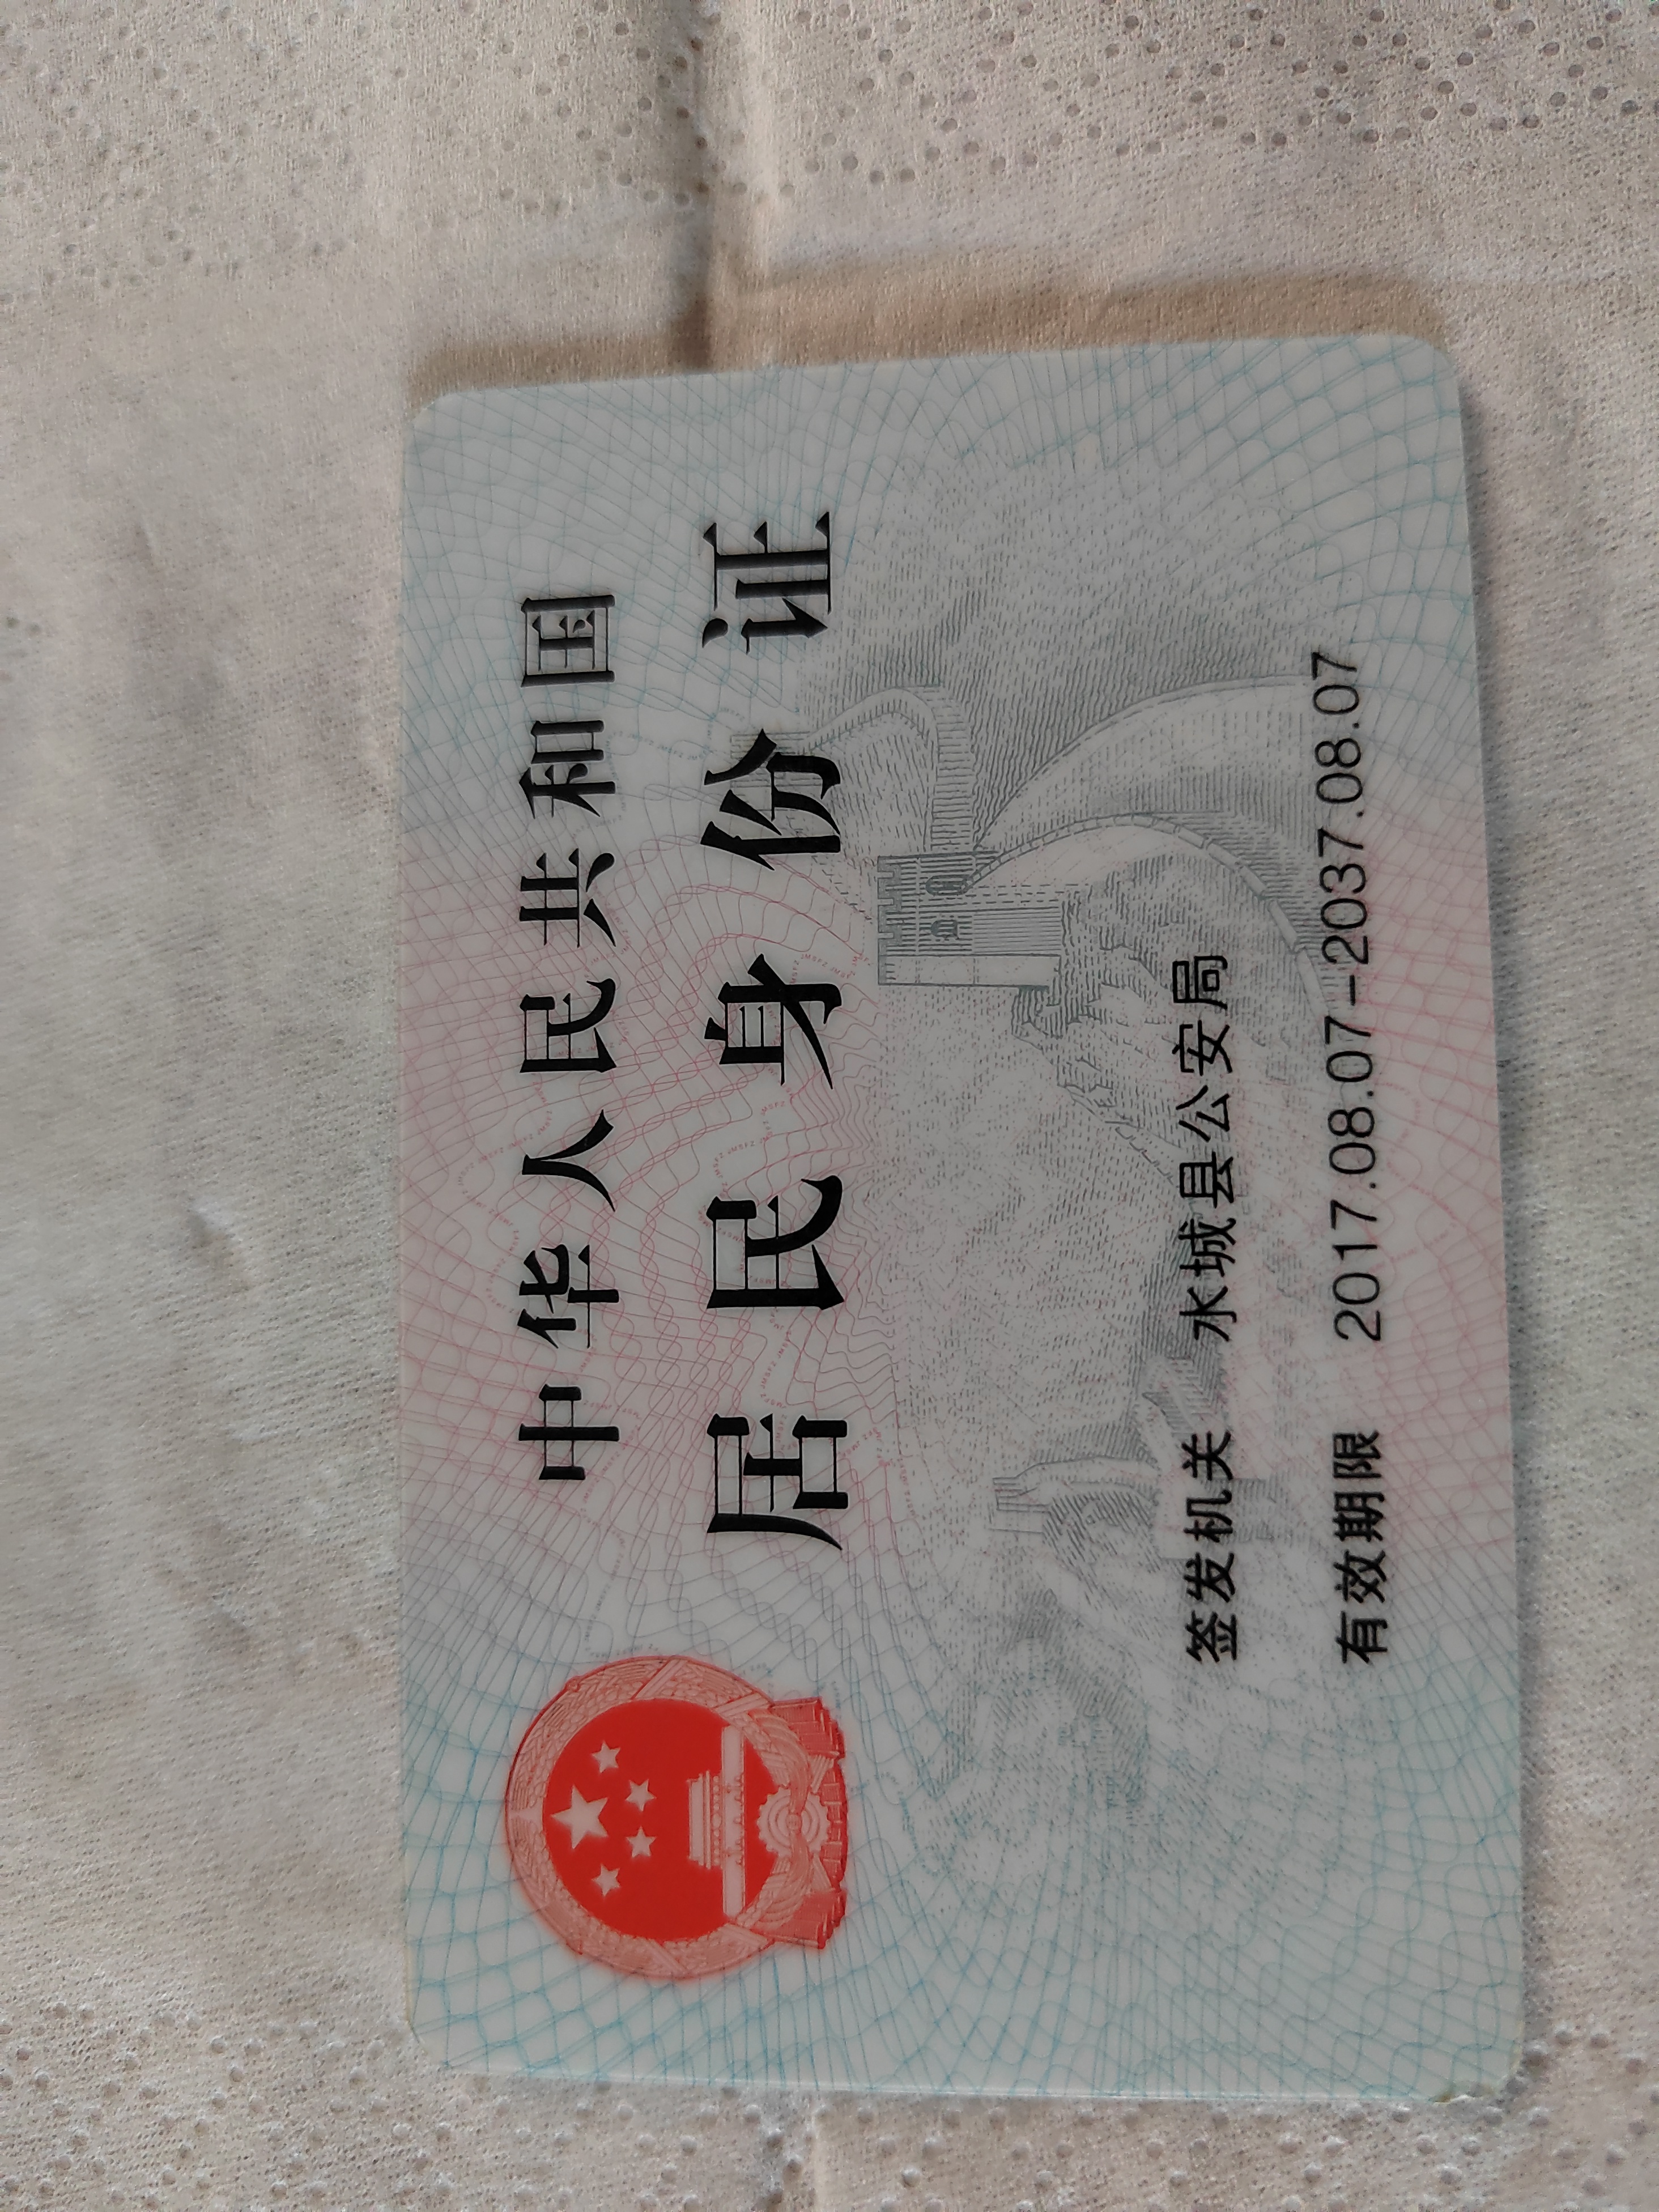 中华人民共和国
居民身份证
签发机关 水城县公安局
有效期限 2017.08.07-2037.08.07